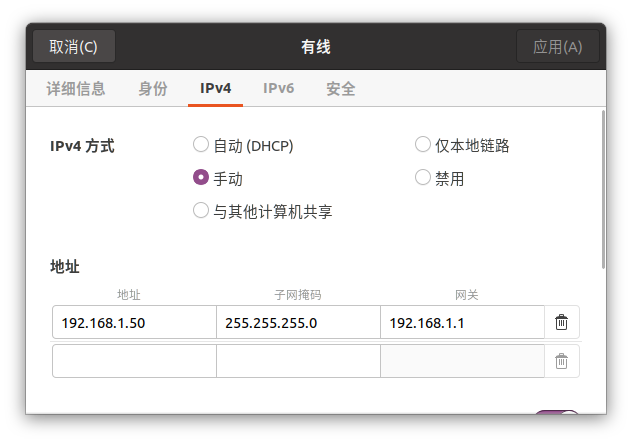 取消(C) 有线 应用(A)
详细信息 身份 IPv4 IPv6 安全
IPv4 方式 自动 (DHCP) 仅本地链路
手动 禁用
与其他计算机共享
地址
地址 子网掩码 网关
192.168.1.50 255.255.255.0 192.168.1.1